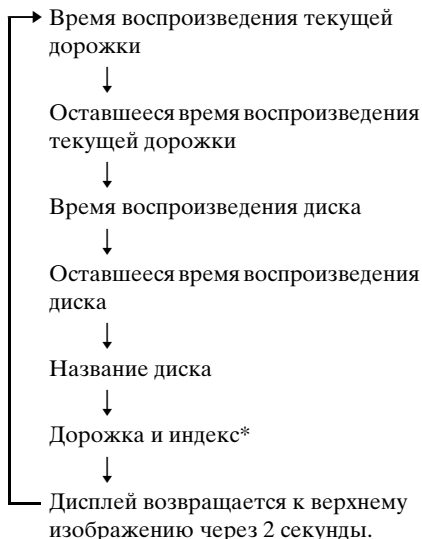 Время воспроизведения текущей
дорожки
Оставшееся время воспроизведения
текущей дорожки
Время воспроизведения диска
Оставшееся время воспроизведения
диска
Название диска
Дорожка и индекс*
Дисплей возвращается к верхнему
изображению через 2 секунды.